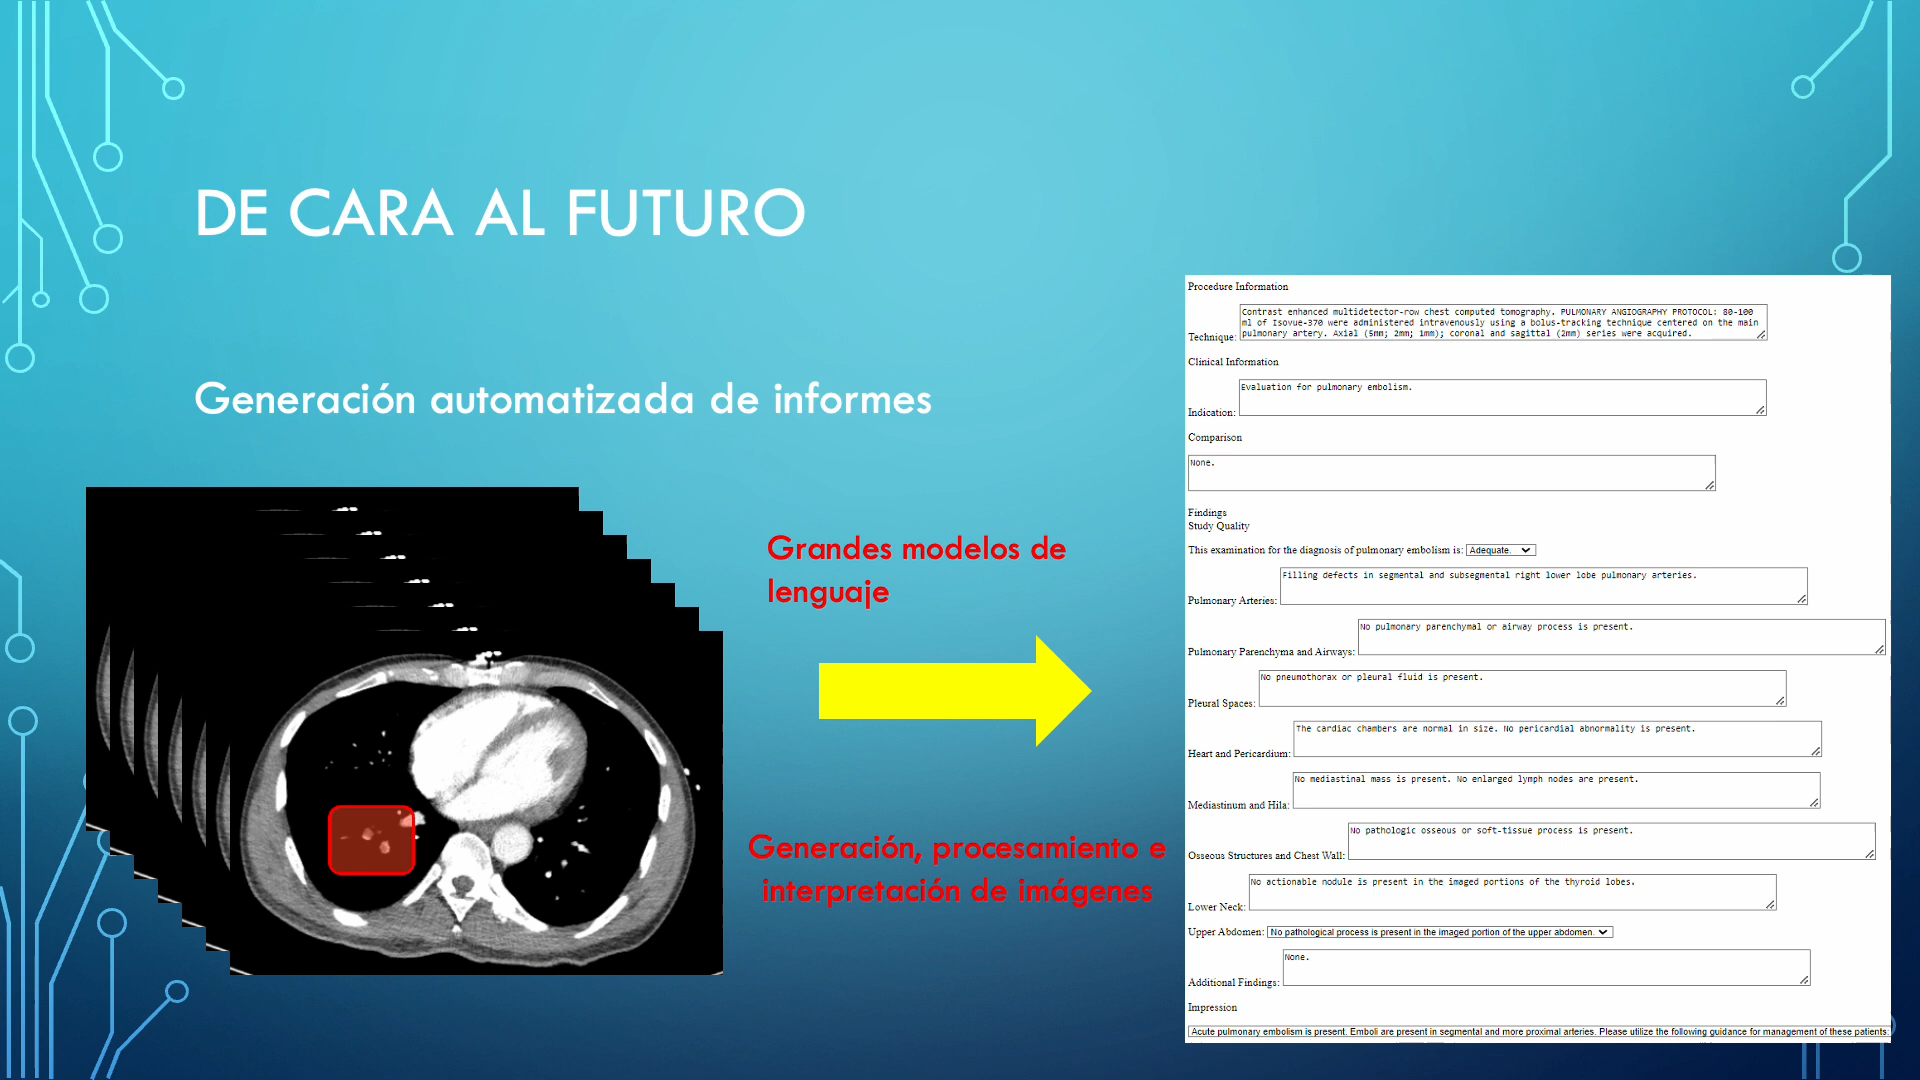 DE CARA AL FUTURO
Generación automatizada de informes
Grandes modelos de
lenguaje
Generación, procesamiento e
interpretación de imágenes
Procedure Information
Contrast enhanced multidetector-row chest computed tomography. PULMONARY ANGIOGRAPHY PROTOCOL: 80-100
ml of Isovue-370 were administered intravenously using a bolus-tracking technique centered on the main
pulmonary artery. Axial (5mm; 2mm; 1mm); coronal and sagittal (2mm) series were acquired.
Technique:
Clinical Information
Evaluation for pulmonary embolism.
Indication:
Comparison
None.
Findings
Study Quality
This examination for the diagnosis of pulmonary embolism is: Adequate.
Filling defects in segmental and subsegmental right lower lobe pulmonary arteries.
Pulmonary Arteries:
No pulmonary parenchymal or airway process is present.
Pulmonary Parenchyma and Airways:
No pneumothorax or pleural fluid is present.
Pleural Spaces:
The cardiac chambers are normal in size. No pericardial abnormality is present.
Heart and Pericardium:
No mediastinal mass is present. No enlarged lymph nodes are present.
Mediastinum and Hila:
No pathologic osseous or soft-tissue process is present.
Osseous Structures and Chest Wall:
No actionable nodule is present in the imaged portions of the thyroid lobes.
Lower Neck:
Upper Abdomen: No pathological process is present in the imaged portion of the upper abdomen.
None.
Additional Findings:
Impression
Acute pulmonary embolism is present. Emboli are present in segmental and more proximal arteries. Please utilize the following guidance for management of these patients: